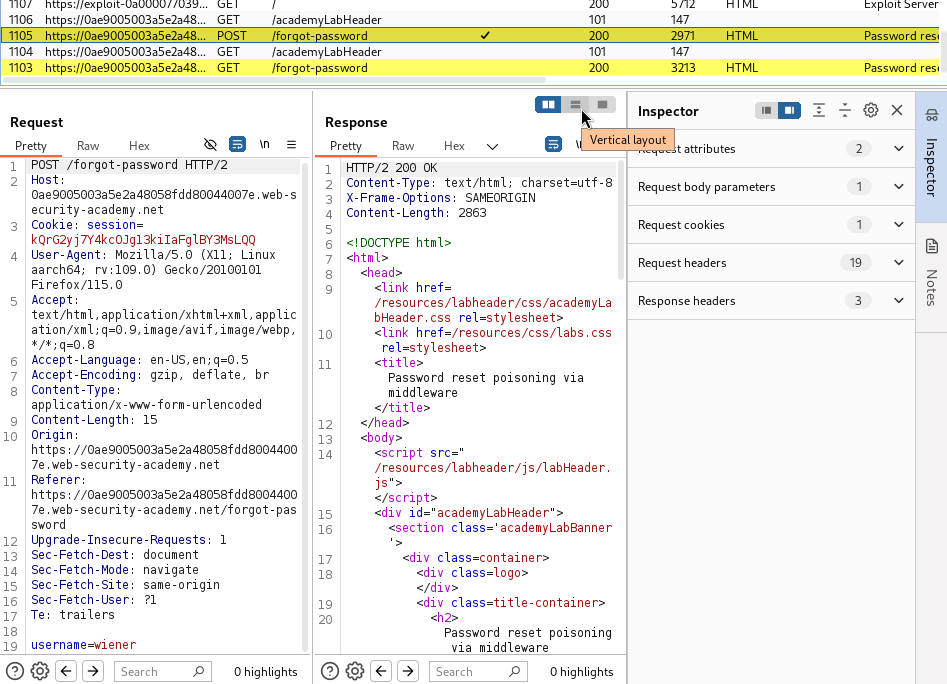 1107 https://exploit-0a000077039... GET / 200 5712 HTML Exploit Server
1106 https://0ae9005003a5e2a48... GET /academyLabHeader 101 147
1105 https://0ae9005003a5e2a48... POST /forgot-password ✓ 200 2971 HTML Password rese
1104 https://0ae9005003a5e2a48... GET /academyLabHeader 101 147
1103 https://0ae9005003a5e2a48... GET /forgot-password 200 3213 HTML Password rese
Request
Pretty Raw Hex \n
1 POST /forgot-password HTTP/2
2 Host:
0ae9005003a5e2a48058fdd80044007e.web-s
ecurity-academy.net
3 Cookie: session=
kQrG2yj7Y4kcOJgl3kiIaFglBY3MsLQQ
4 User-Agent: Mozilla/5.0 (X11; Linux
aarch64; rv:109.0) Gecko/20100101
Firefox/115.0
5 Accept:
text/html,application/xhtml+xml,applic
ation/xml;q=0.9,image/avif,image/webp,
*/*;q=0.8
6 Accept-Language: en-US,en;q=0.5
7 Accept-Encoding: gzip, deflate, br
8 Content-Type:
application/x-www-form-urlencoded
9 Content-Length: 15
10 Origin:
https://0ae9005003a5e2a48058fdd8004400
7e.web-security-academy.net
11 Referer:
https://0ae9005003a5e2a48058fdd8004400
7e.web-security-academy.net/forgot-pas
sword
12 Upgrade-Insecure-Requests: 1
13 Sec-Fetch-Dest: document
14 Sec-Fetch-Mode: navigate
15 Sec-Fetch-Site: same-origin
16 Sec-Fetch-User: ?1
17 Te: trailers
18
19 username=wiener
Search 0 highlights
Response
Vertical layout
Pretty Raw Hex
1 HTTP/2 200 OK
2 Content-Type: text/html; charset=utf-8
3 X-Frame-Options: SAMEORIGIN
4 Content-Length: 2863
5
6 <!DOCTYPE html>
7 <html>
8 <head>
9 <link href=
/resources/labheader/css/academyLa
bHeader.css rel=stylesheet>
10 <link href=/resources/css/labs.css
rel=stylesheet>
11 <title>
Password reset poisoning via
middleware
</title>
12 </head>
13 <body>
14 <script src="
/resources/labheader/js/labHeader.
js">
</script>
15 <div id="academyLabHeader">
16 <section class='academyLabBanner
'>
17 <div class=container>
18 <div class=logo>
</div>
19 <div class=title-container>
20 <h2>
Password reset poisoning
via middleware
Search 0 highlights
Inspector
Request attributes 2
Request body parameters 1
Request cookies 1
Request headers 19
Response headers 3
Inspector
Notes